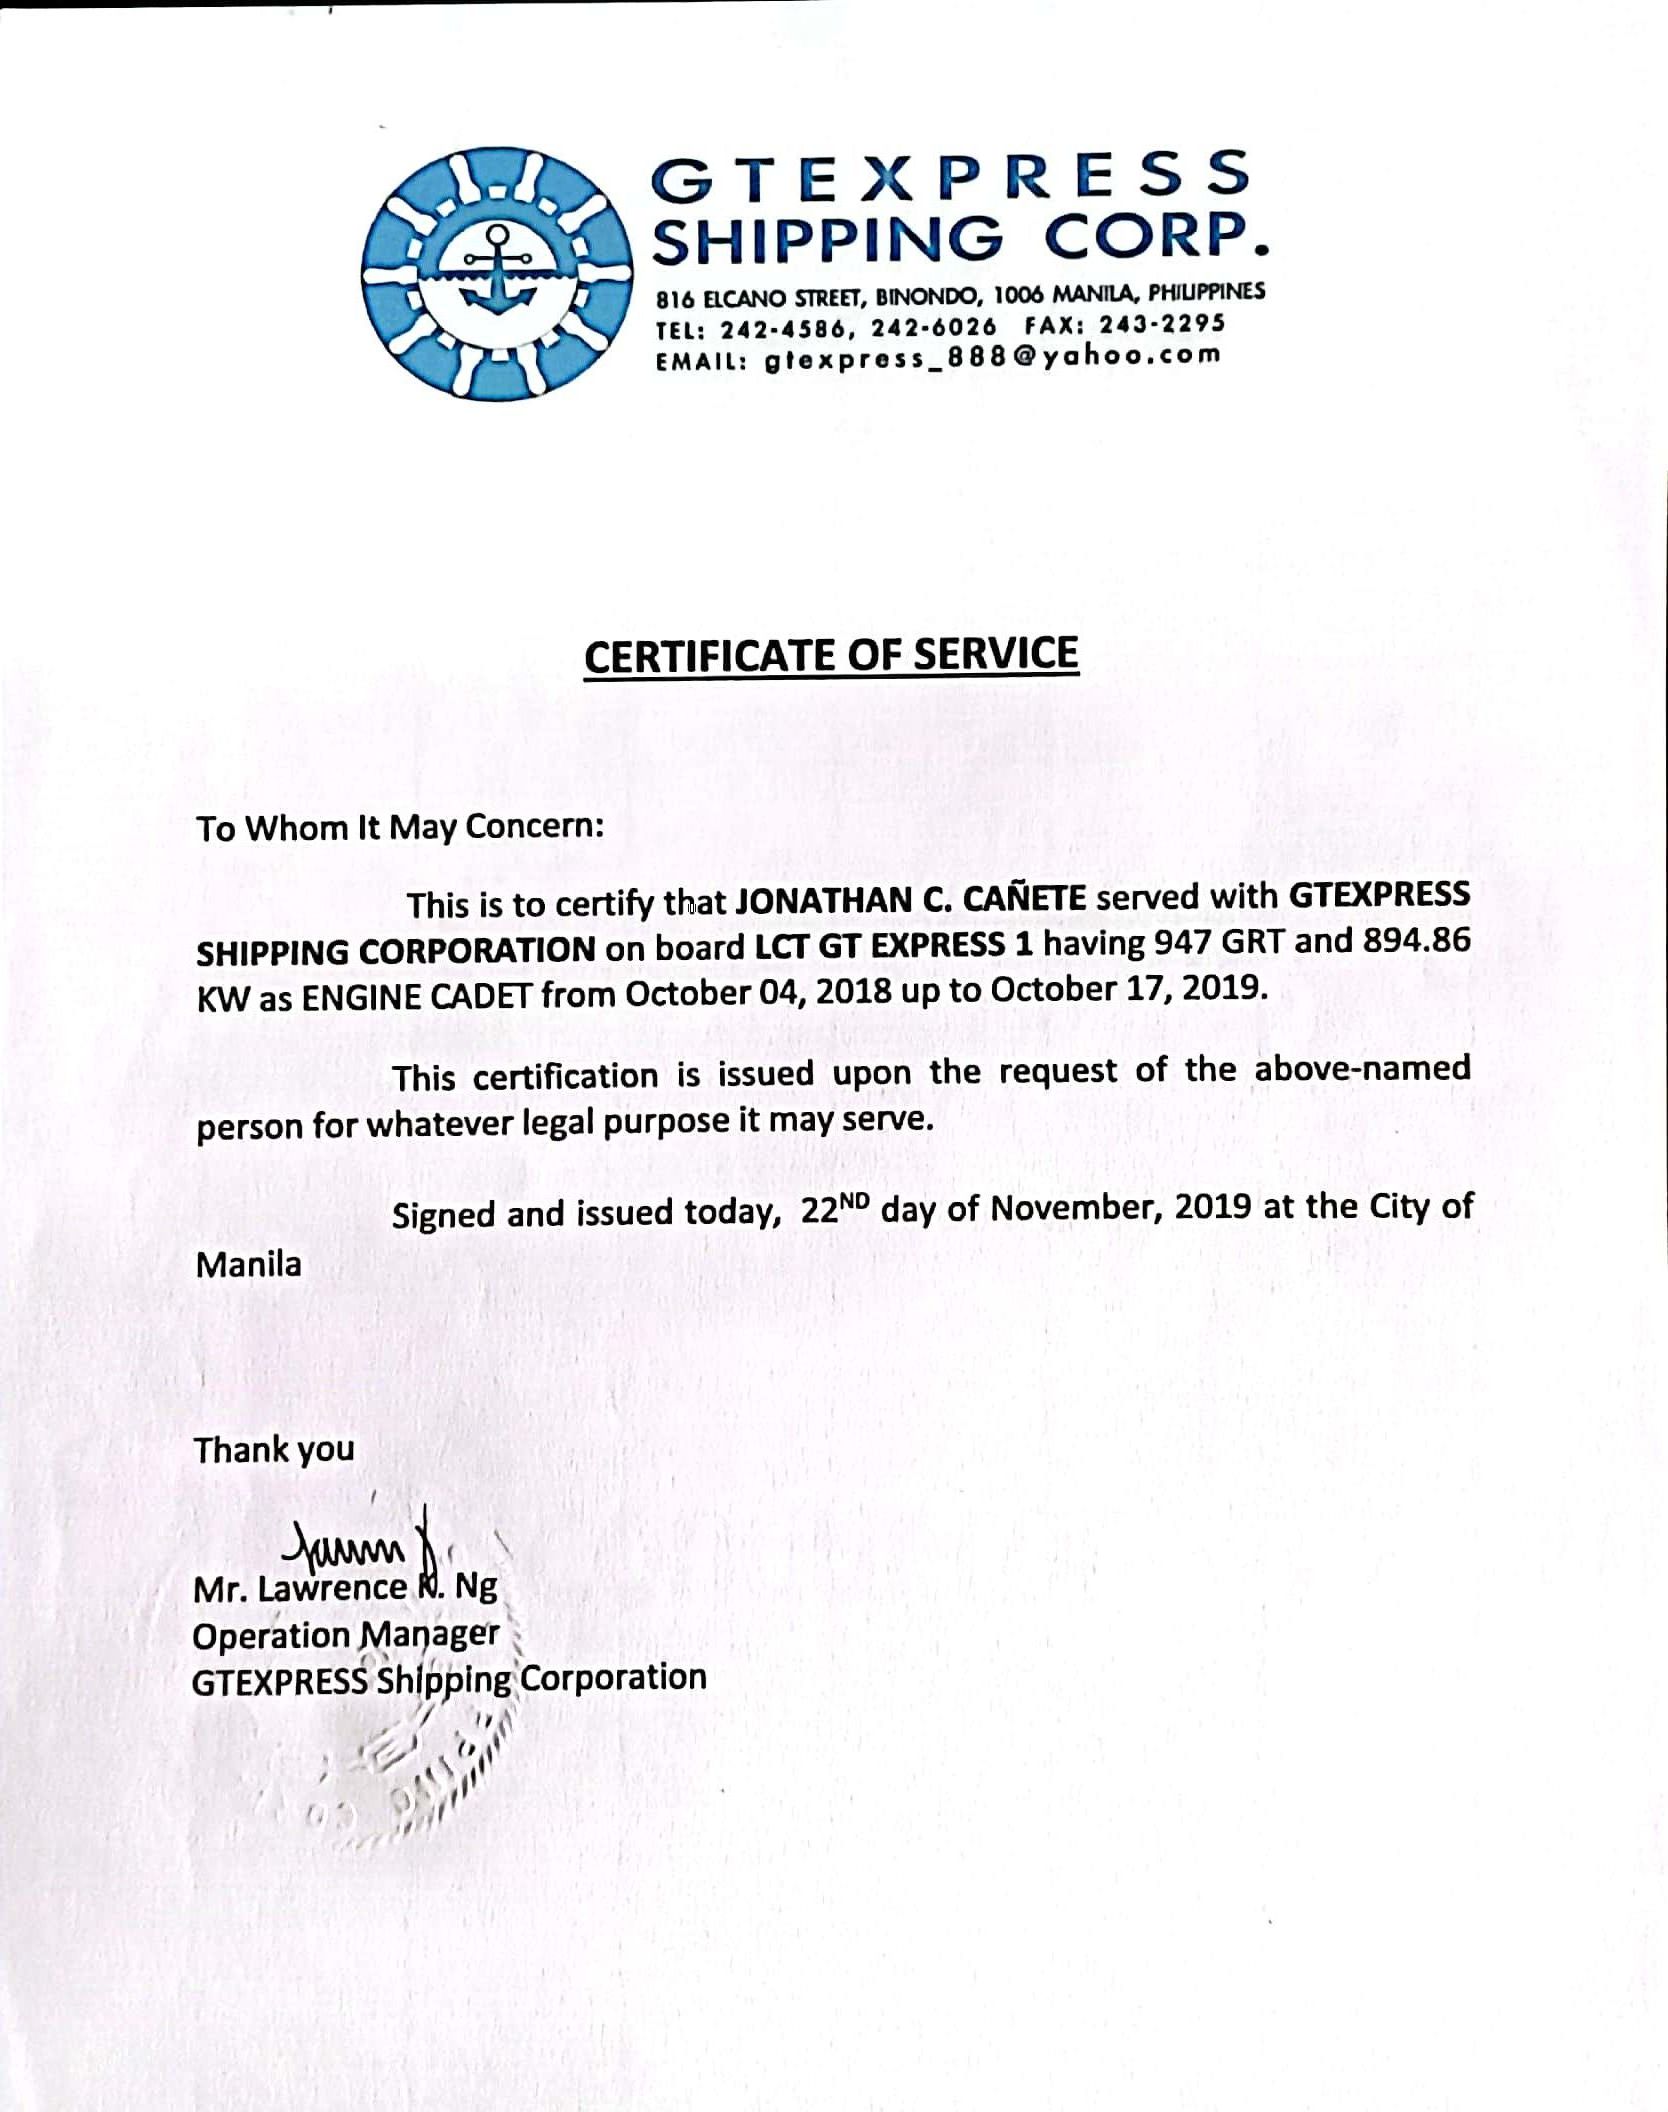 GTEXPRESS
SHIPPING CORP.
816 ELCANO STREET, BINONDO, 1006 MANILA, PHILIPPINES
TEL: 242-4586, 242-6026 FAX: 243-2295
EMAIL: gtexpress_888@yahoo.com
CERTIFICATE OF SERVICE
To Whom It May Concern:
This is to certify that JONATHAN C. CAÑETE served with GTEXPRESS
SHIPPING CORPORATION on board LCT GT EXPRESS 1 having 947 GRT and 894.86
KW as ENGINE CADET from October 04, 2018 up to October 17, 2019.
This certification is issued upon the request of the above-named
person for whatever legal purpose it may serve.
Signed and issued today, 22ND day of November, 2019 at the City of
Manila
Thank you
Mr. Lawrence N. Ng
Operation Manager
GTEXPRESS Shipping Corporation